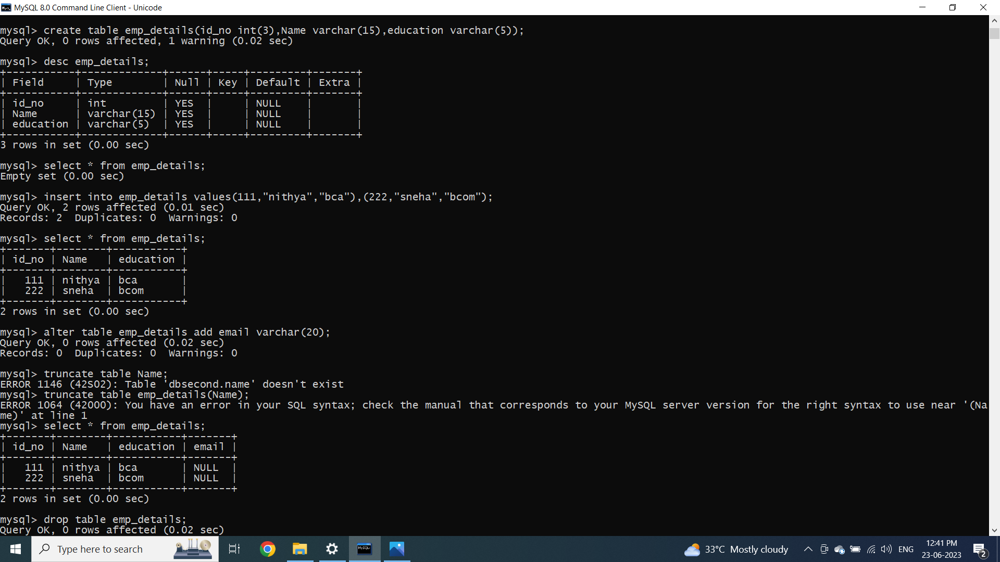 MySQL 8.0 Command Line Client - Unicode
mysql> create table emp_details(id_no int(3),Name varchar(15),education varchar(5));
Query OK, 0 rows affected, 1 warning (0.02 sec)
mysql> desc emp_details;
+-----------+-------------+------+-----+---------+-------+
| Field     | Type        | Null | Key | Default | Extra |
+-----------+-------------+------+-----+---------+-------+
| id_no     | int         | YES  |     | NULL    |       |
| Name      | varchar(15) | YES  |     | NULL    |       |
| education | varchar(5)  | YES  |     | NULL    |       |
+-----------+-------------+------+-----+---------+-------+
3 rows in set (0.00 sec)
mysql> select * from emp_details;
Empty set (0.00 sec)
mysql> insert into emp_details values(111,"nithya","bca"),(222,"sneha","bcom");
Query OK, 2 rows affected (0.01 sec)
Records: 2  Duplicates: 0  Warnings: 0
mysql> select * from emp_details;
+-------+--------+-----------+
| id_no | Name   | education |
+-------+--------+-----------+
|   111 | nithya | bca       |
|   222 | sneha  | bcom      |
+-------+--------+-----------+
2 rows in set (0.00 sec)
mysql> alter table emp_details add email varchar(20);
Query OK, 0 rows affected (0.02 sec)
Records: 0  Duplicates: 0  Warnings: 0
mysql> truncate table Name;
ERROR 1146 (42S02): Table 'dbsecond.name' doesn't exist
mysql> truncate table emp_details(Name);
ERROR 1064 (42000): You have an error in your SQL syntax; check the manual that corresponds to your MySQL server version for the right syntax to use near '(Na
me)' at line 1
mysql> select * from emp_details;
+-------+--------+-----------+-------+
| id_no | Name   | education | email |
+-------+--------+-----------+-------+
|   111 | nithya | bca       | NULL  |
|   222 | sneha  | bcom      | NULL  |
+-------+--------+-----------+-------+
2 rows in set (0.00 sec)
mysql> drop table emp_details;
Query OK, 0 rows affected (0.02 sec)
Type here to search
33°C Mostly cloudy
ENG
12:41 PM
23-06-2023
2